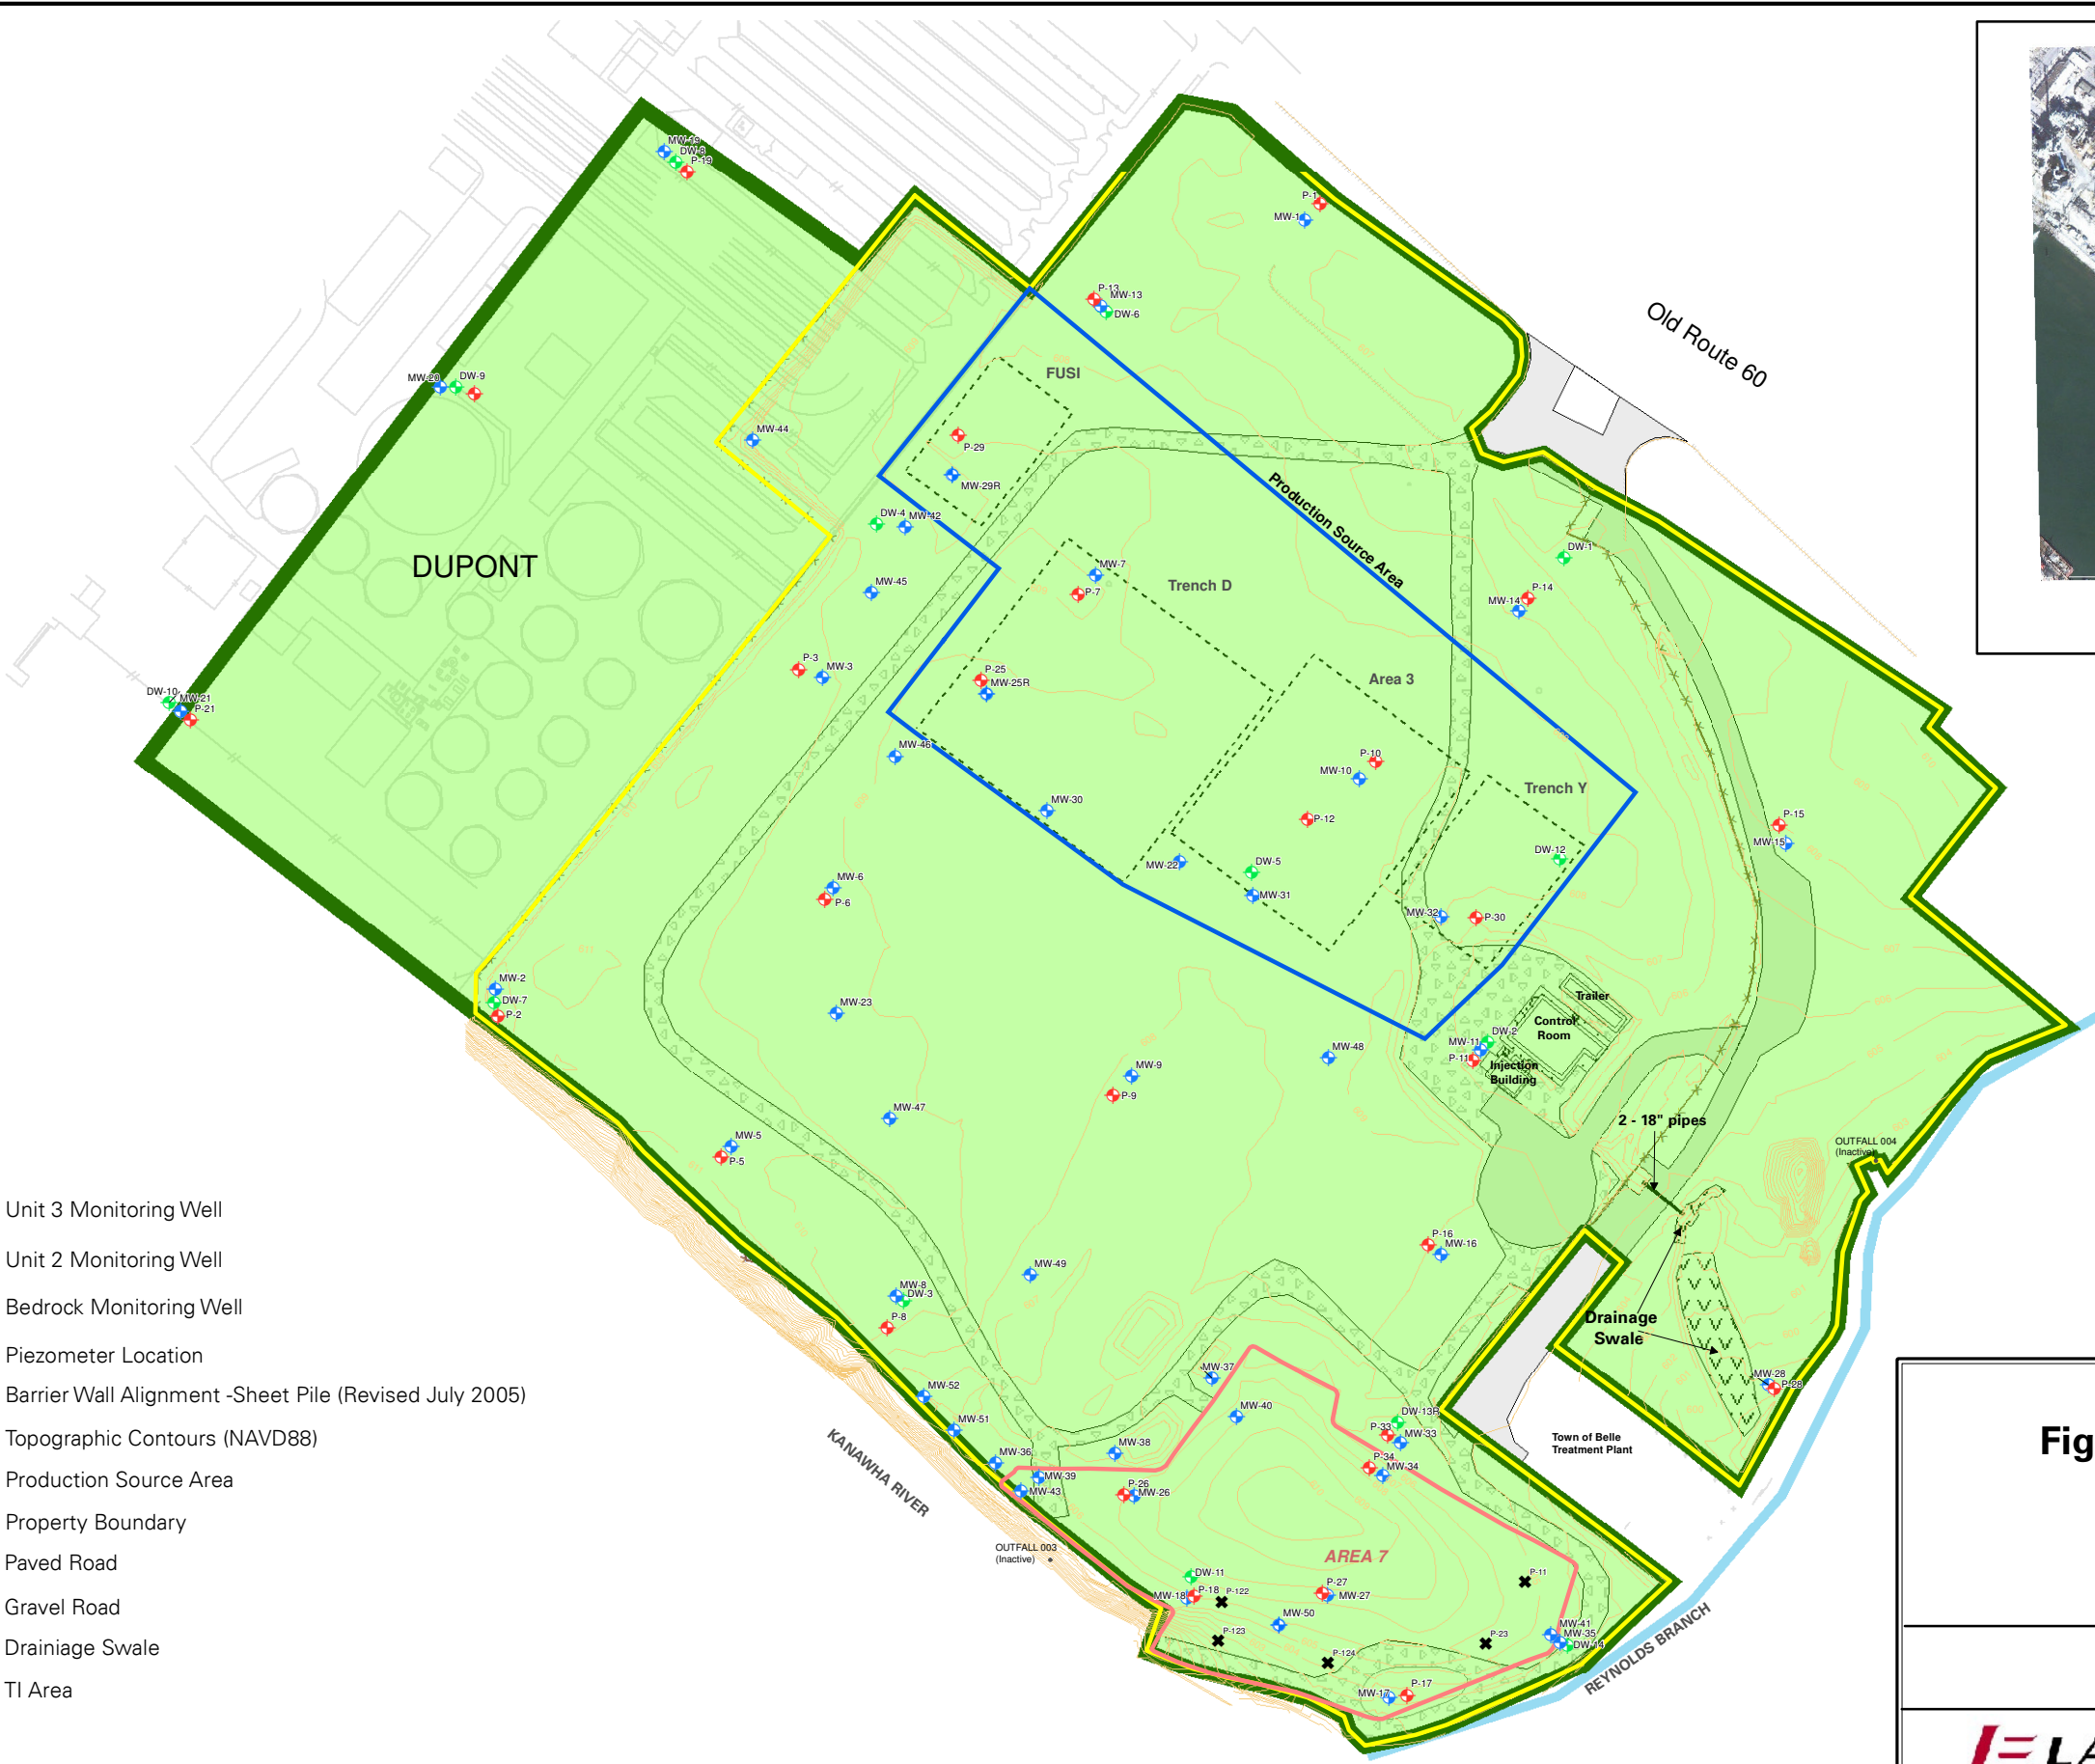 MW-19
DW-8
P-19
P-1
MW-1
P-13
MW-13
DW-6
Old Route 60
FUSI
MW-20
DW-9
MW-44
P-29
MW-29R
Production Source Area
DW-4
MW-42
DUPONT
MW-7
P-7
Trench D
MW-45
DW-1
P-14
MW-14
P-3
MW-3
P-25
MW-25R
Area 3
DW-10
MW-21
P-21
MW-46
P-10
MW-10
Trench Y
MW-30
P-12
P-15
MW-15
MW-22
DW-5
MW-31
DW-12
MW-6
P-6
MW-32
P-30
MW-2
DW-7
P-2
MW-23
Trailer
Control
Room
DW-2
MW-11
P-11
Injection
Building
MW-48
MW-9
P-9
MW-47
2 - 18" pipes
MW-5
P-5
OUTFALL 004
(Inactive)
Unit 3 Monitoring Well
Unit 2 Monitoring Well
Bedrock Monitoring Well
Piezometer Location
Barrier Wall Alignment -Sheet Pile (Revised July 2005)
Topographic Contours (NAVD88)
Production Source Area
Property Boundary
Paved Road
Gravel Road
Drainiage Swale
TI Area
P-16
MW-16
MW-49
MW-8
DW-3
P-8
Drainage
Swale
MW-37
MW-28
P-28
MW-52
MW-40
DW-13R
P-33
MW-33
MW-51
Town of Belle
Treatment Plant
MW-38
MW-36
P-34
MW-34
KANAWHA RIVER
MW-39
MW-43
P-26
MW-26
OUTFALL 003
(Inactive)
AREA 7
DW-11
MW-18
P-18
P-122
P-27
MW-27
P-11
MW-50
P-123
P-124
P-23
MW-41
MW-35
DW-14
MW-17
P-17
REYNOLDS BRANCH
Fig
LA